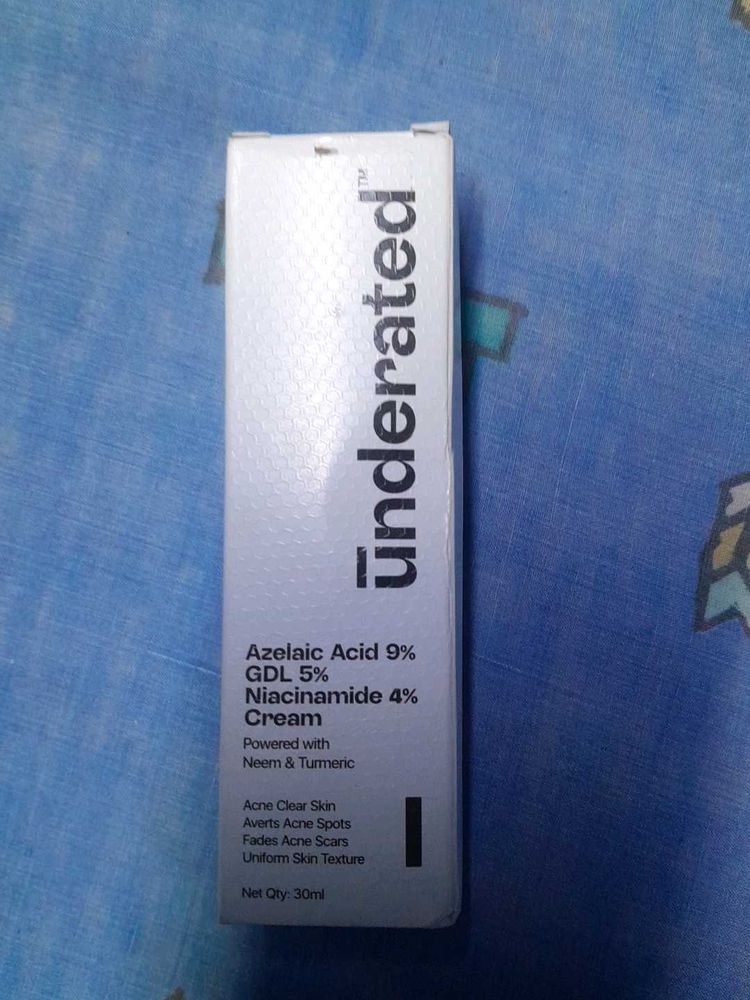 ūnderated™
Azelaic Acid 9%
GDL 5%
Niacinamide 4%
Cream
Powered with
Neem & Turmeric
Acne Clear Skin
Averts Acne Spots
Fades Acne Scars
Uniform Skin Texture
Net Qty: 30ml